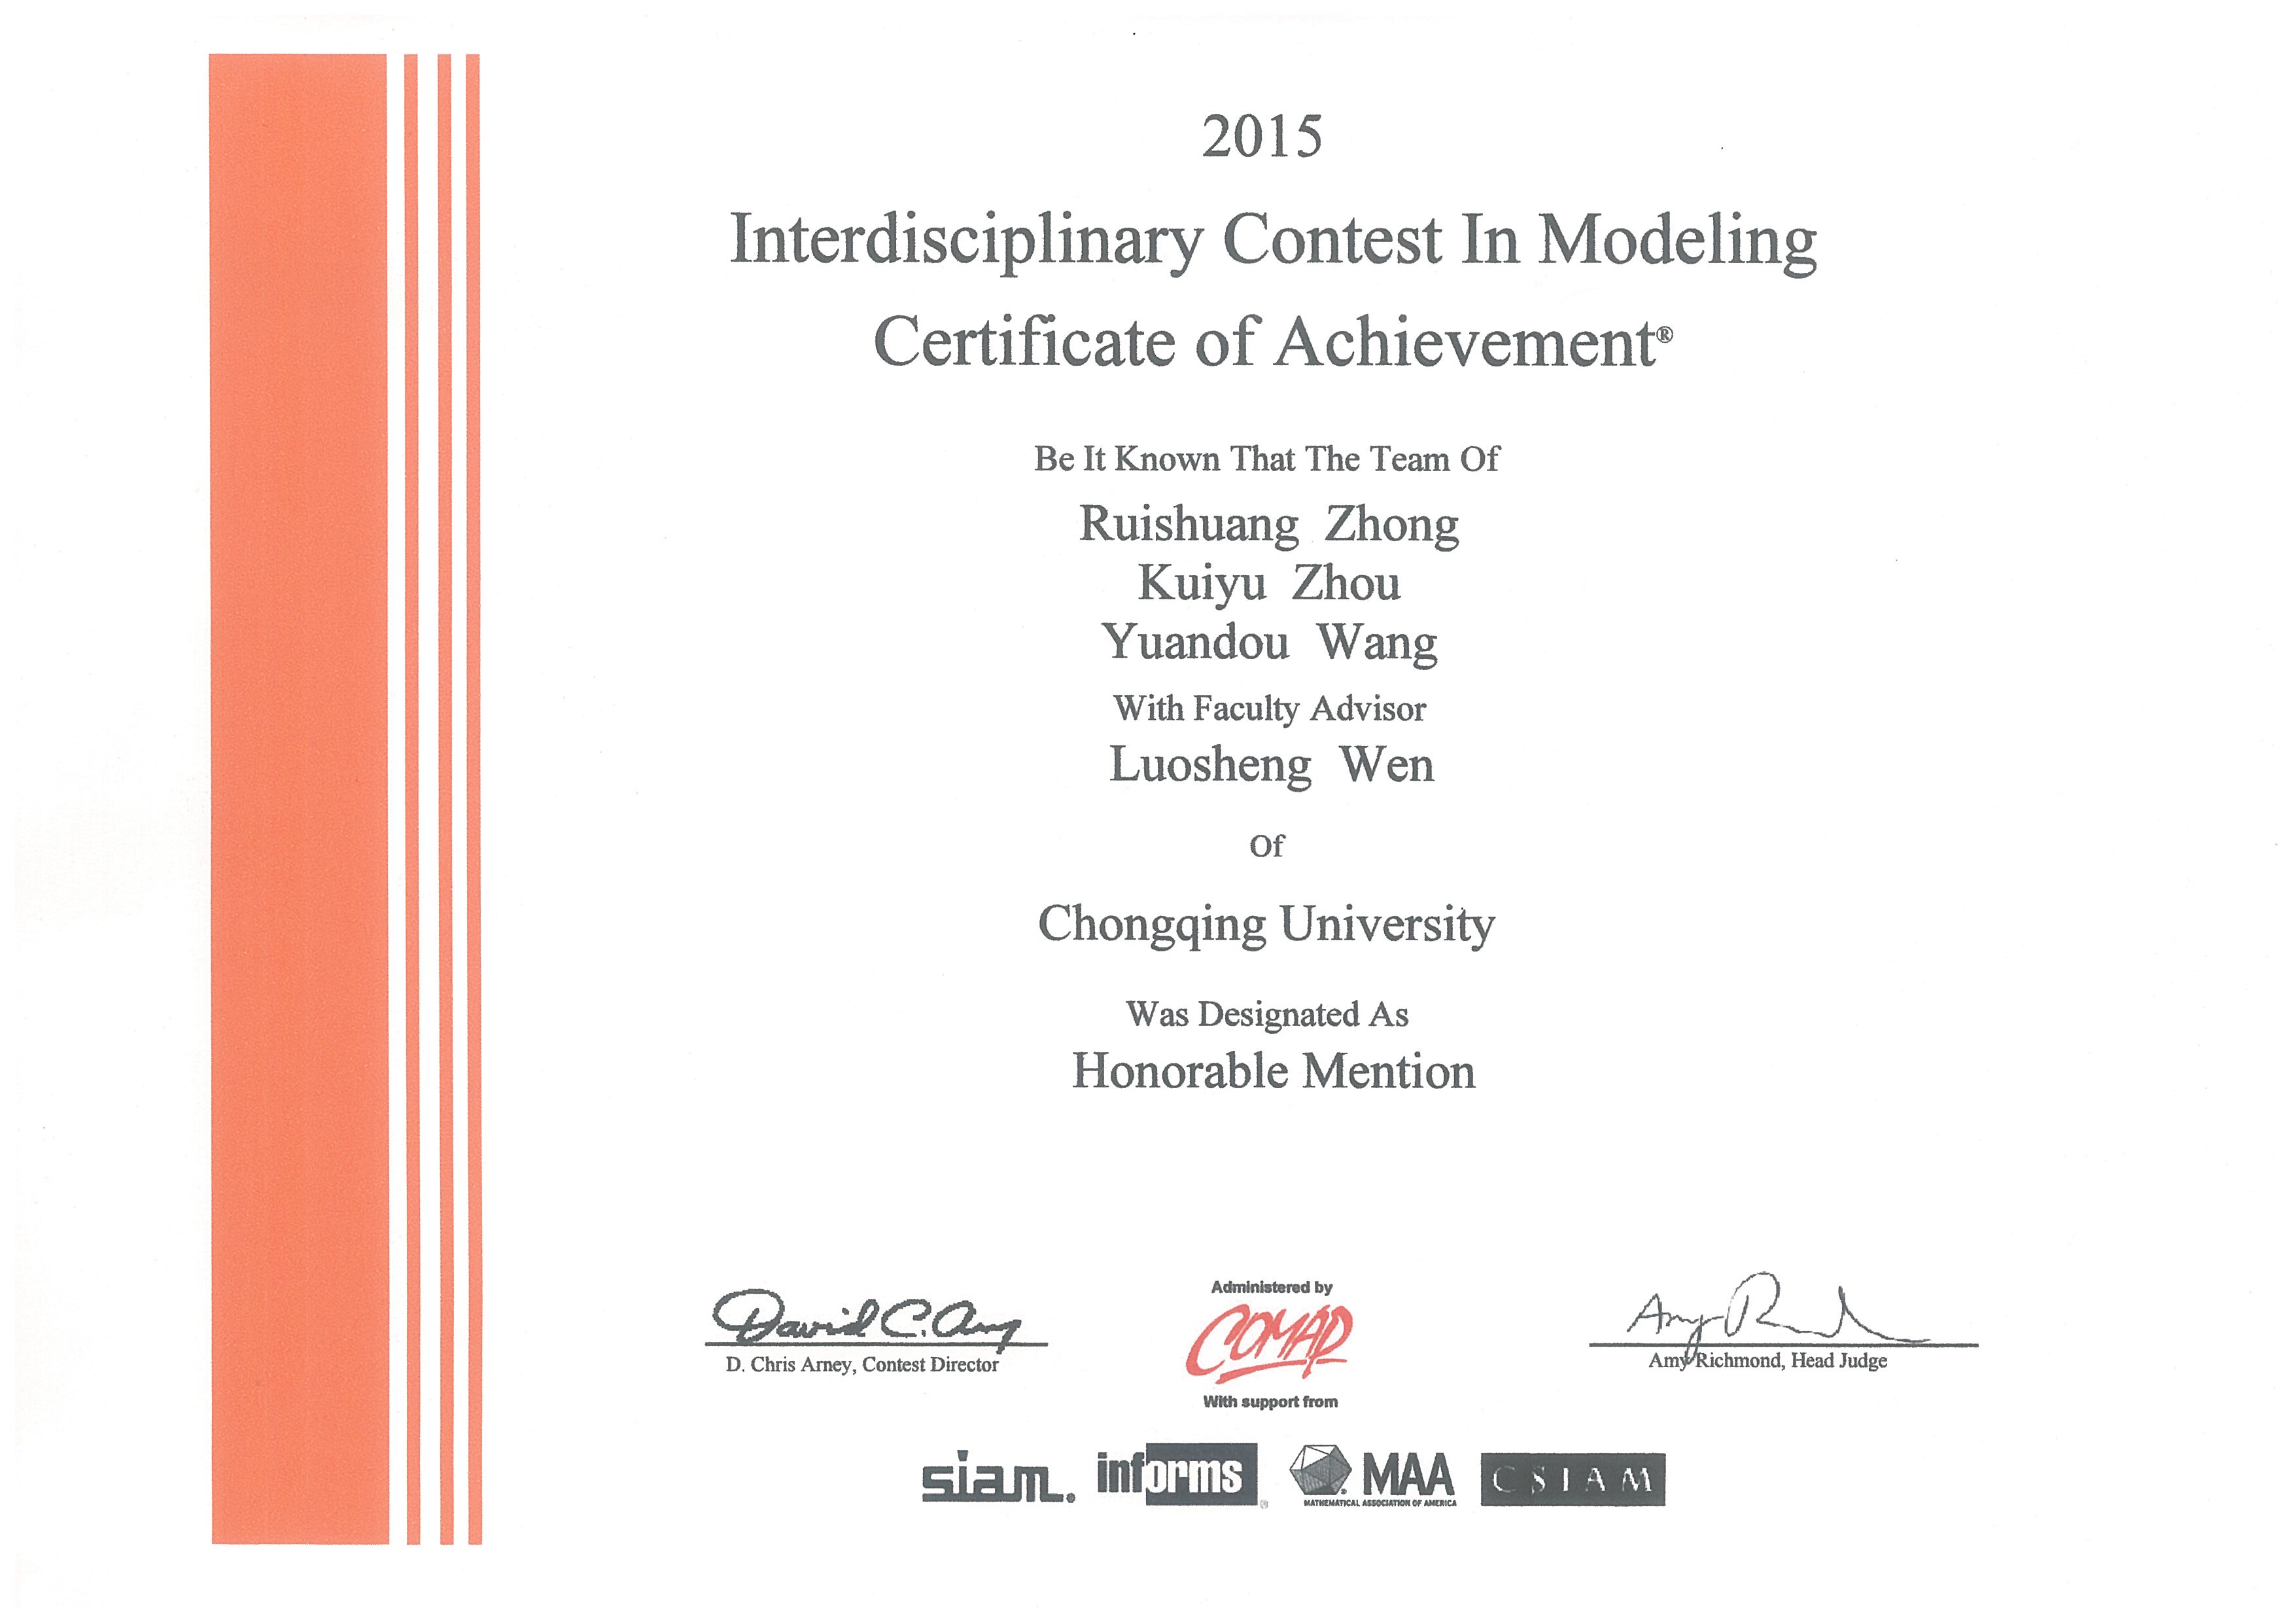 2015
Interdisciplinary Contest In Modeling
Certificate of Achievement®
Be It Known That The Team Of
Ruishuang Zhong
Kuiyu Zhou
Yuandou Wang
With Faculty Advisor
Luosheng Wen
Of
Chongqing University
Was Designated As
Honorable Mention
David C. Arney
D. Chris Arney, Contest Director
Administered by
COMAP
With support from
Amy R
Amy Richmond, Head Judge
siam.
informs®
MAA
MATHEMATICAL ASSOCIATION OF AMERICA
CSIAM